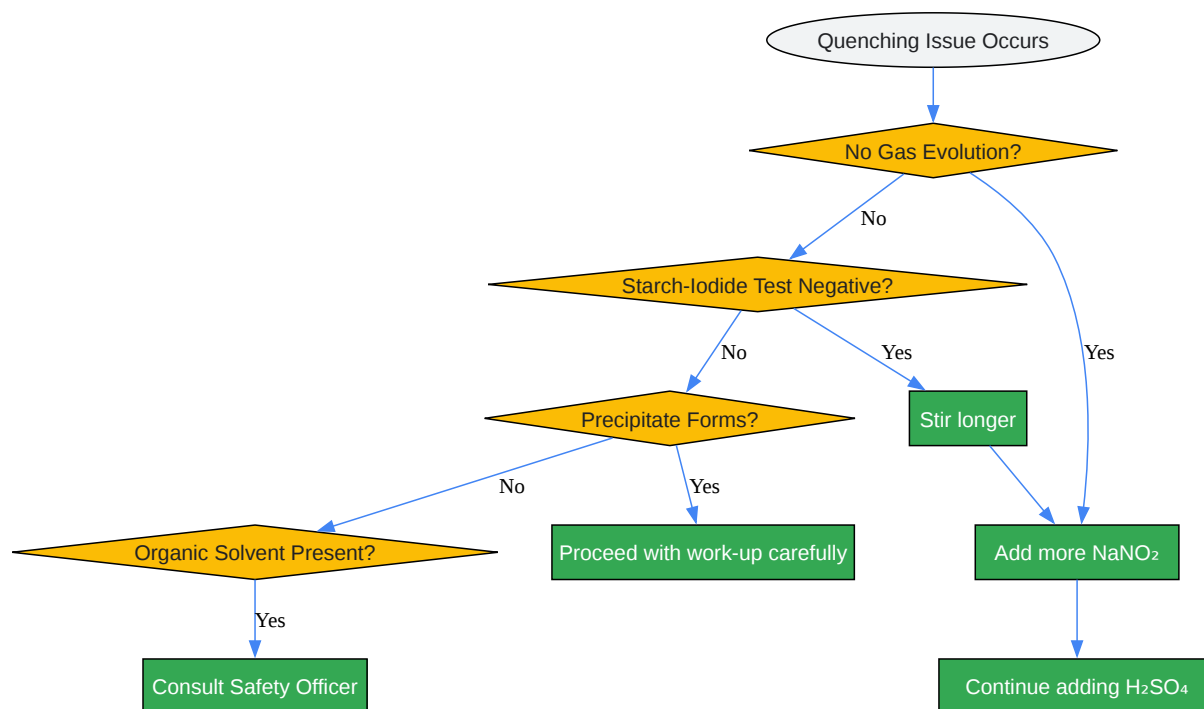 Quenching Issue Occurs
No Gas Evolution?
No
Starch-Iodide Test Negative?
No
Yes
Yes
Precipitate Forms?
Stir longer
No
Yes
Organic Solvent Present?
Proceed with work-up carefully
Add more NaNO₂
Yes
Consult Safety Officer
Continue adding H₂SO₄